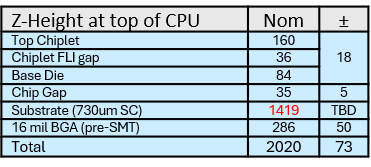 Z-Height at top of CPU Nom ±
Top Chiplet 160
Chiplet FLI gap 36 18
Base Die 84
Chip Gap 35 5
Substrate (730um SC) 1419 TBD
16 mil BGA (pre-SMT) 286 50
Total 2020 73